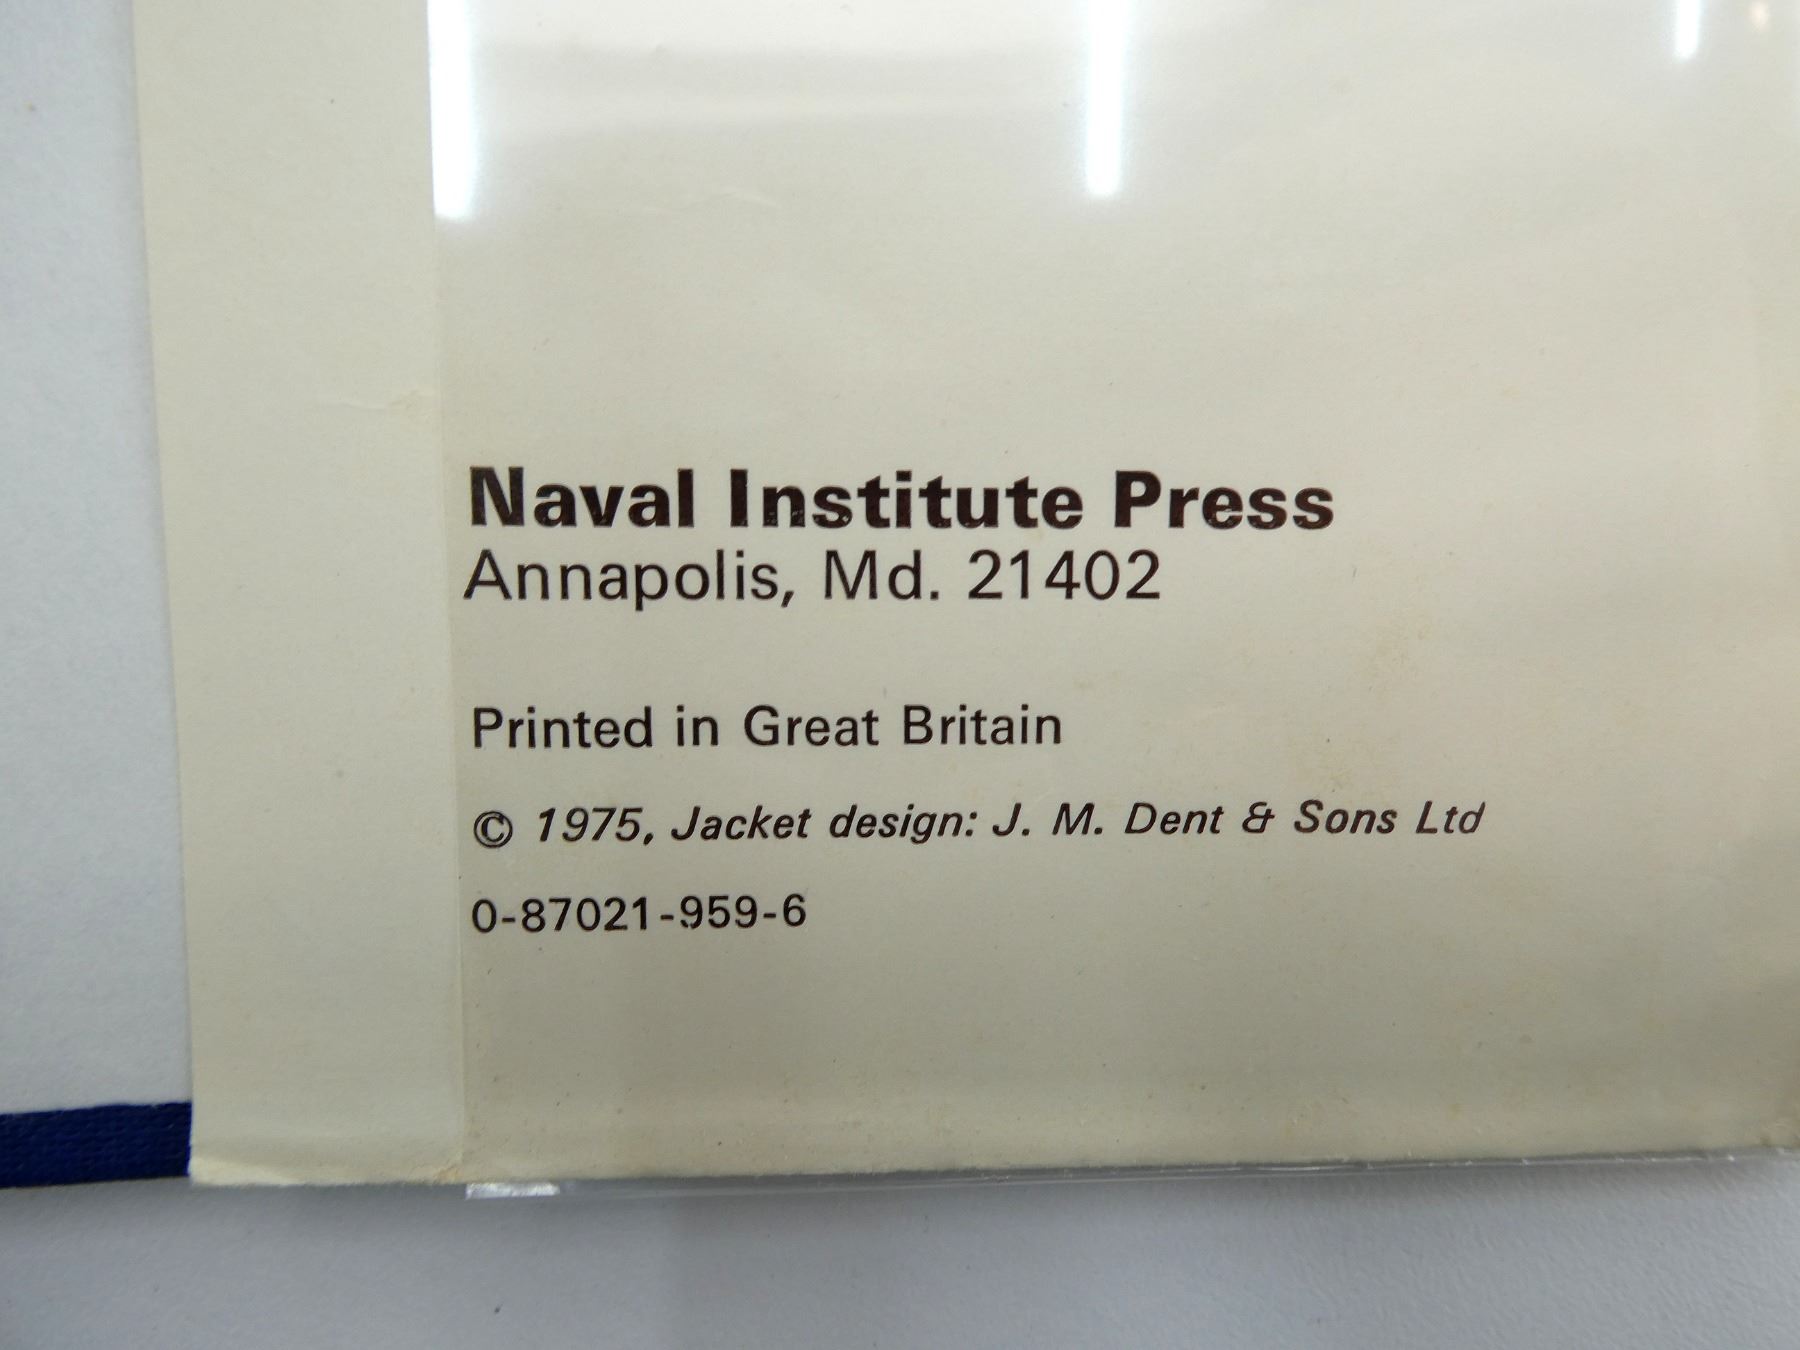 Naval Institute Press
Annapolis, Md. 21402
Printed in Great Britain
© 1975, Jacket design: J. M. Dent & Sons Ltd
0-87021-959-6